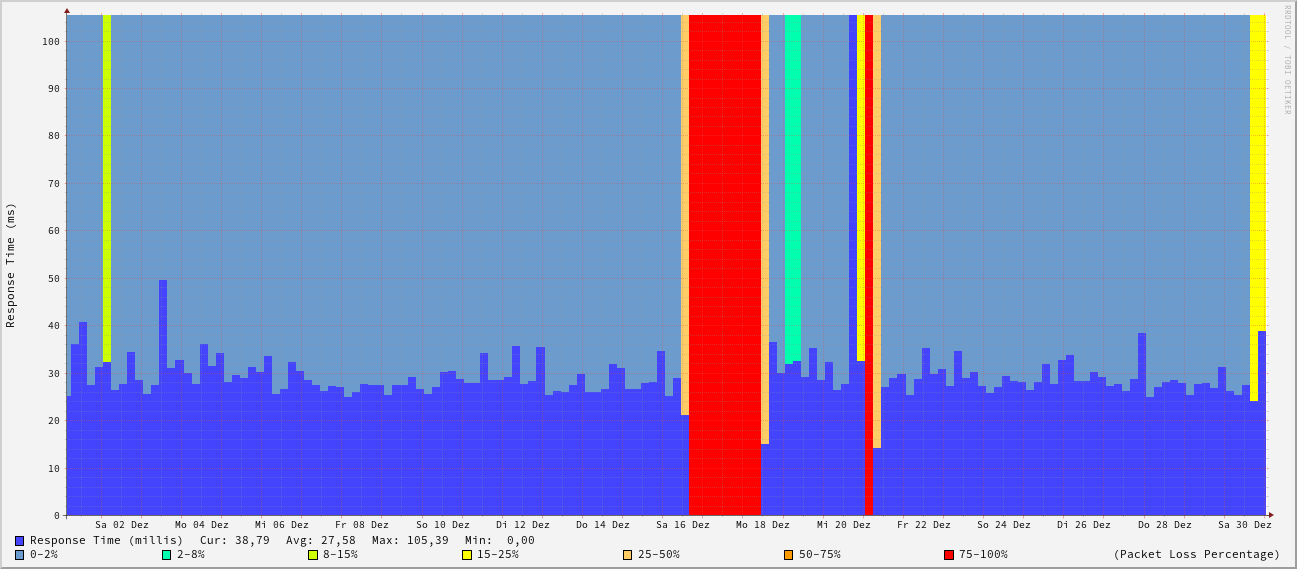 RRDTOOL / TOBI OETIKER
Response Time (ms)
100
90
80
70
60
50
40
30
20
10
0
Sa 02 Dez Mo 04 Dez Mi 06 Dez Fr 08 Dez So 10 Dez Di 12 Dez Do 14 Dez Sa 16 Dez Mo 18 Dez Mi 20 Dez Fr 22 Dez So 24 Dez Di 26 Dez Do 28 Dez Sa 30 Dez
Response Time (millis) Cur: 38,79 Avg: 27,58 Max: 105,39 Min: 0,00
0-2% 2-8% 8-15% 15-25% 25-50% 50-75% 75-100% (Packet Loss Percentage)